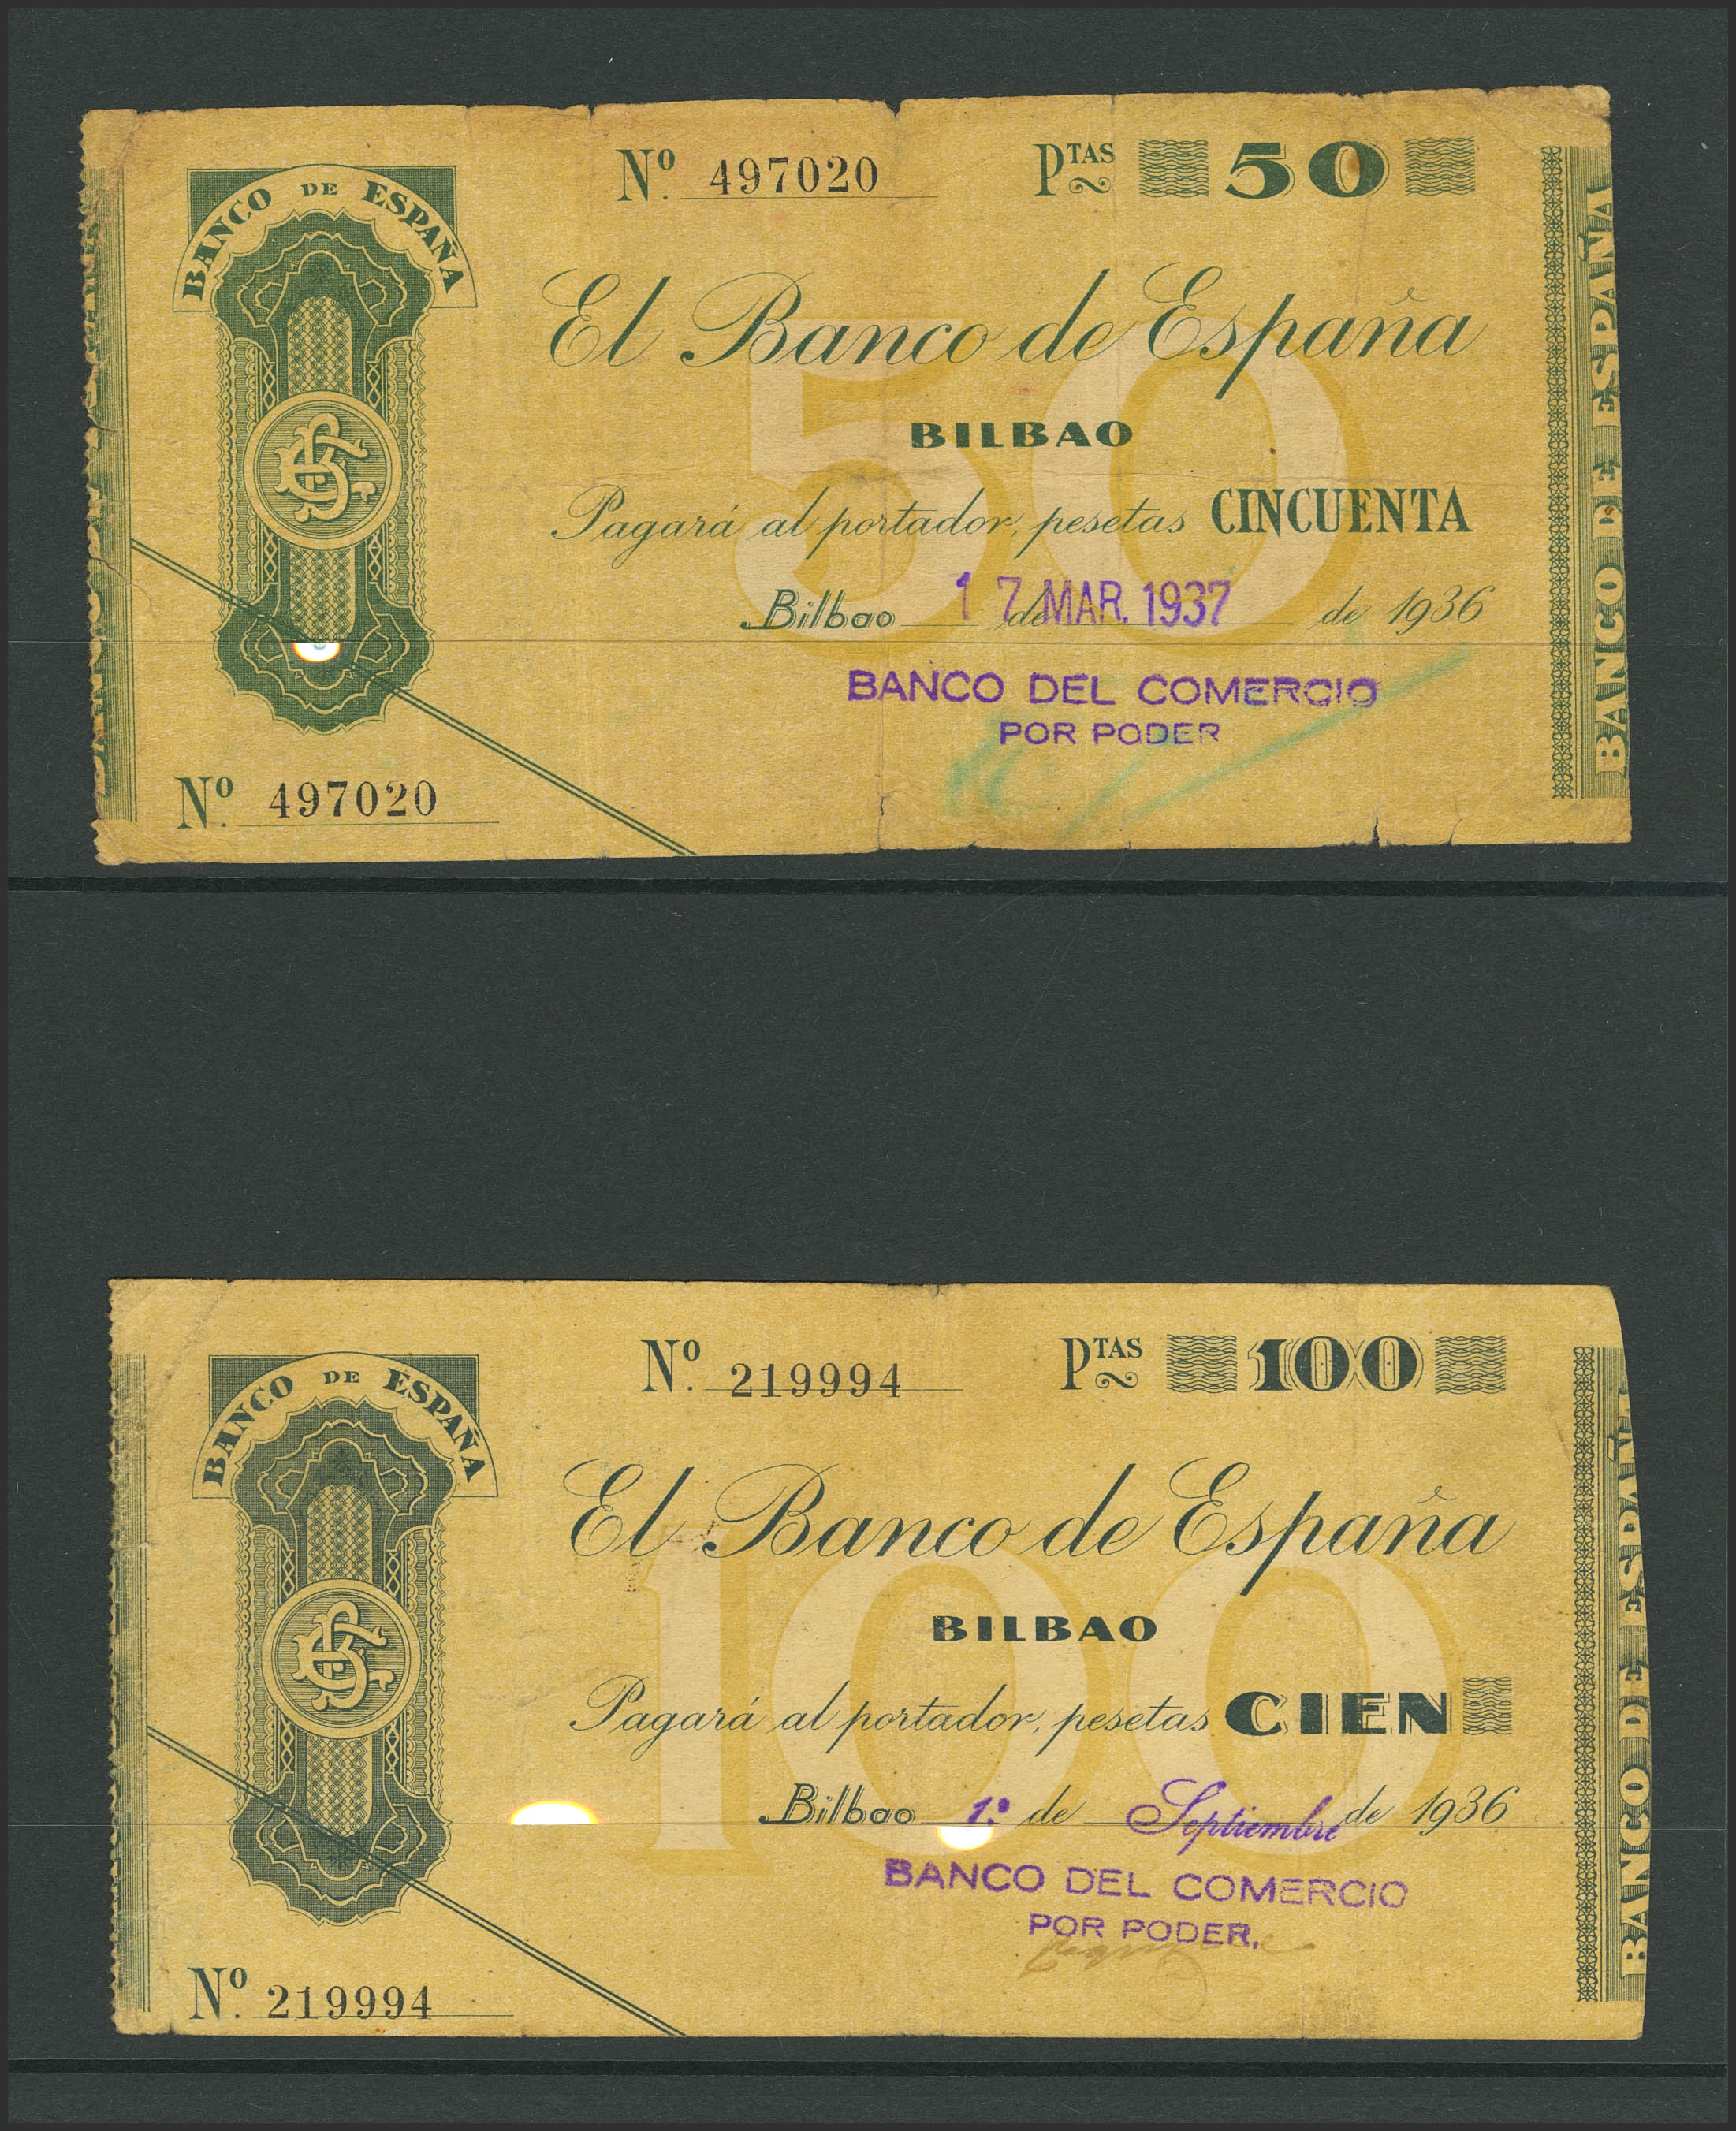 BANCO DE ESPAÑA
Nº. 497020
PTAS 50
El Banco de España
BILBAO
Pagará al portador, pesetas CINCUENTA
Bilbao 17 de MAR. 1937 de 1936
BANCO DEL COMERCIO
POR PODER
Nº. 497020
BANCO DE ESPAÑA
BANCO DE ESPAÑA
Nº. 219994
PTAS 100
El Banco de España
BILBAO
Pagará al portador, pesetas CIEN
Bilbao 1.º de Septiembre de 1936
BANCO DEL COMERCIO
POR PODER.
Nº. 219994
BANCO DE ESPAÑA